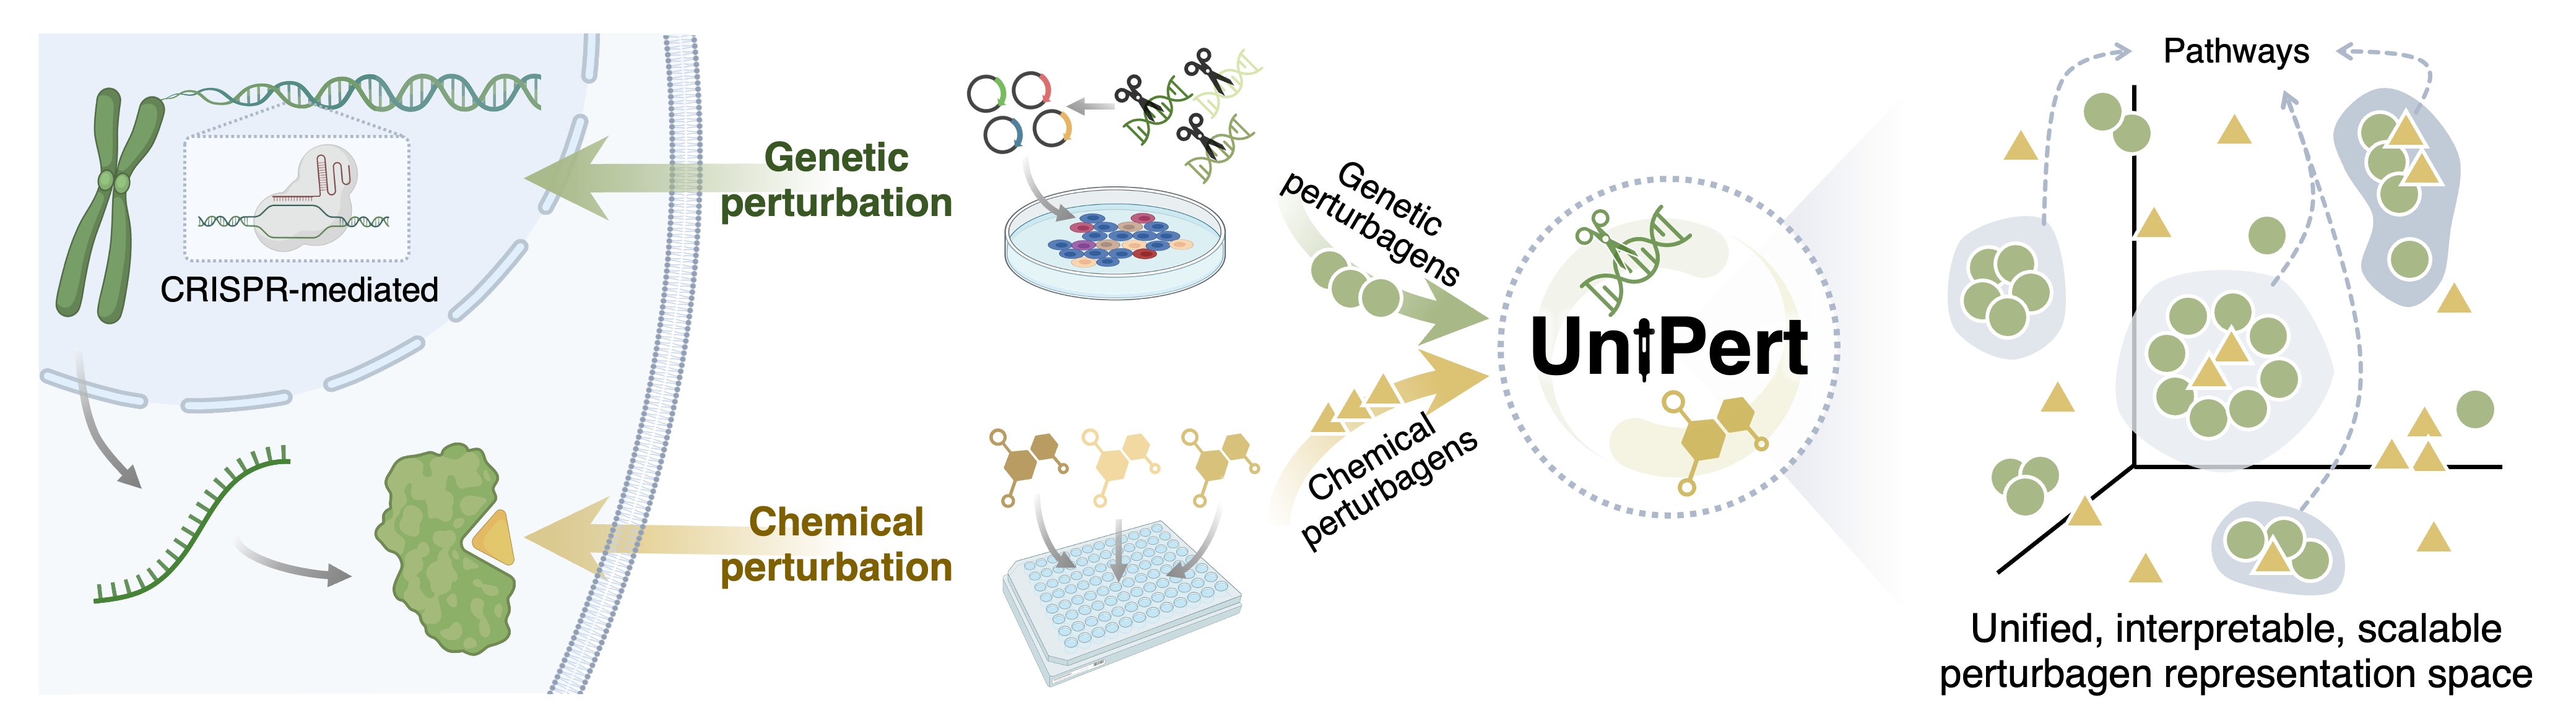 CRISPR-mediated
Genetic
perturbation
Chemical
perturbation
Genetic
perturbagens
Chemical
perturbagens
UniPert
Pathways
Unified, interpretable, scalable
perturbagen representation space